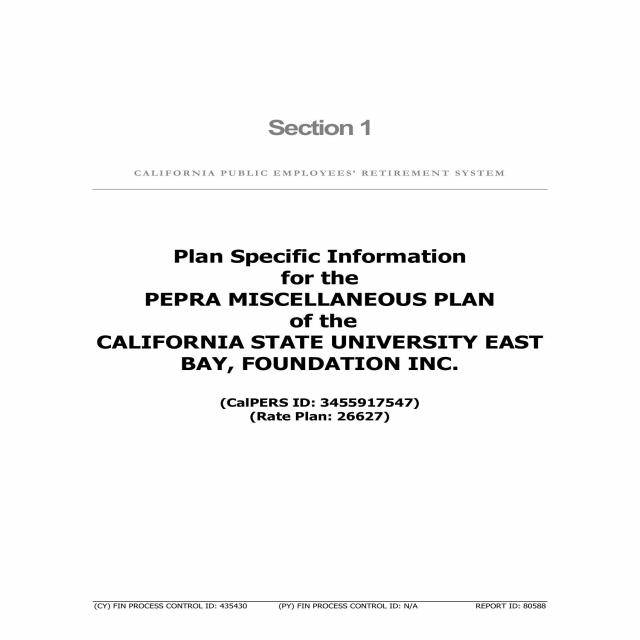 Section 1
CALIFORNIA PUBLIC EMPLOYEES' RETIREMENT SYSTEM
Plan Specific Information
for the
PEPRA MISCELLANEOUS PLAN
of the
CALIFORNIA STATE UNIVERSITY EAST
BAY, FOUNDATION INC.
(CalPERS ID: 3455917547)
(Rate Plan: 26627)
(CY) FIN PROCESS CONTROL ID: 435430 (PY) FIN PROCESS CONTROL ID: N/A REPORT ID: 80588